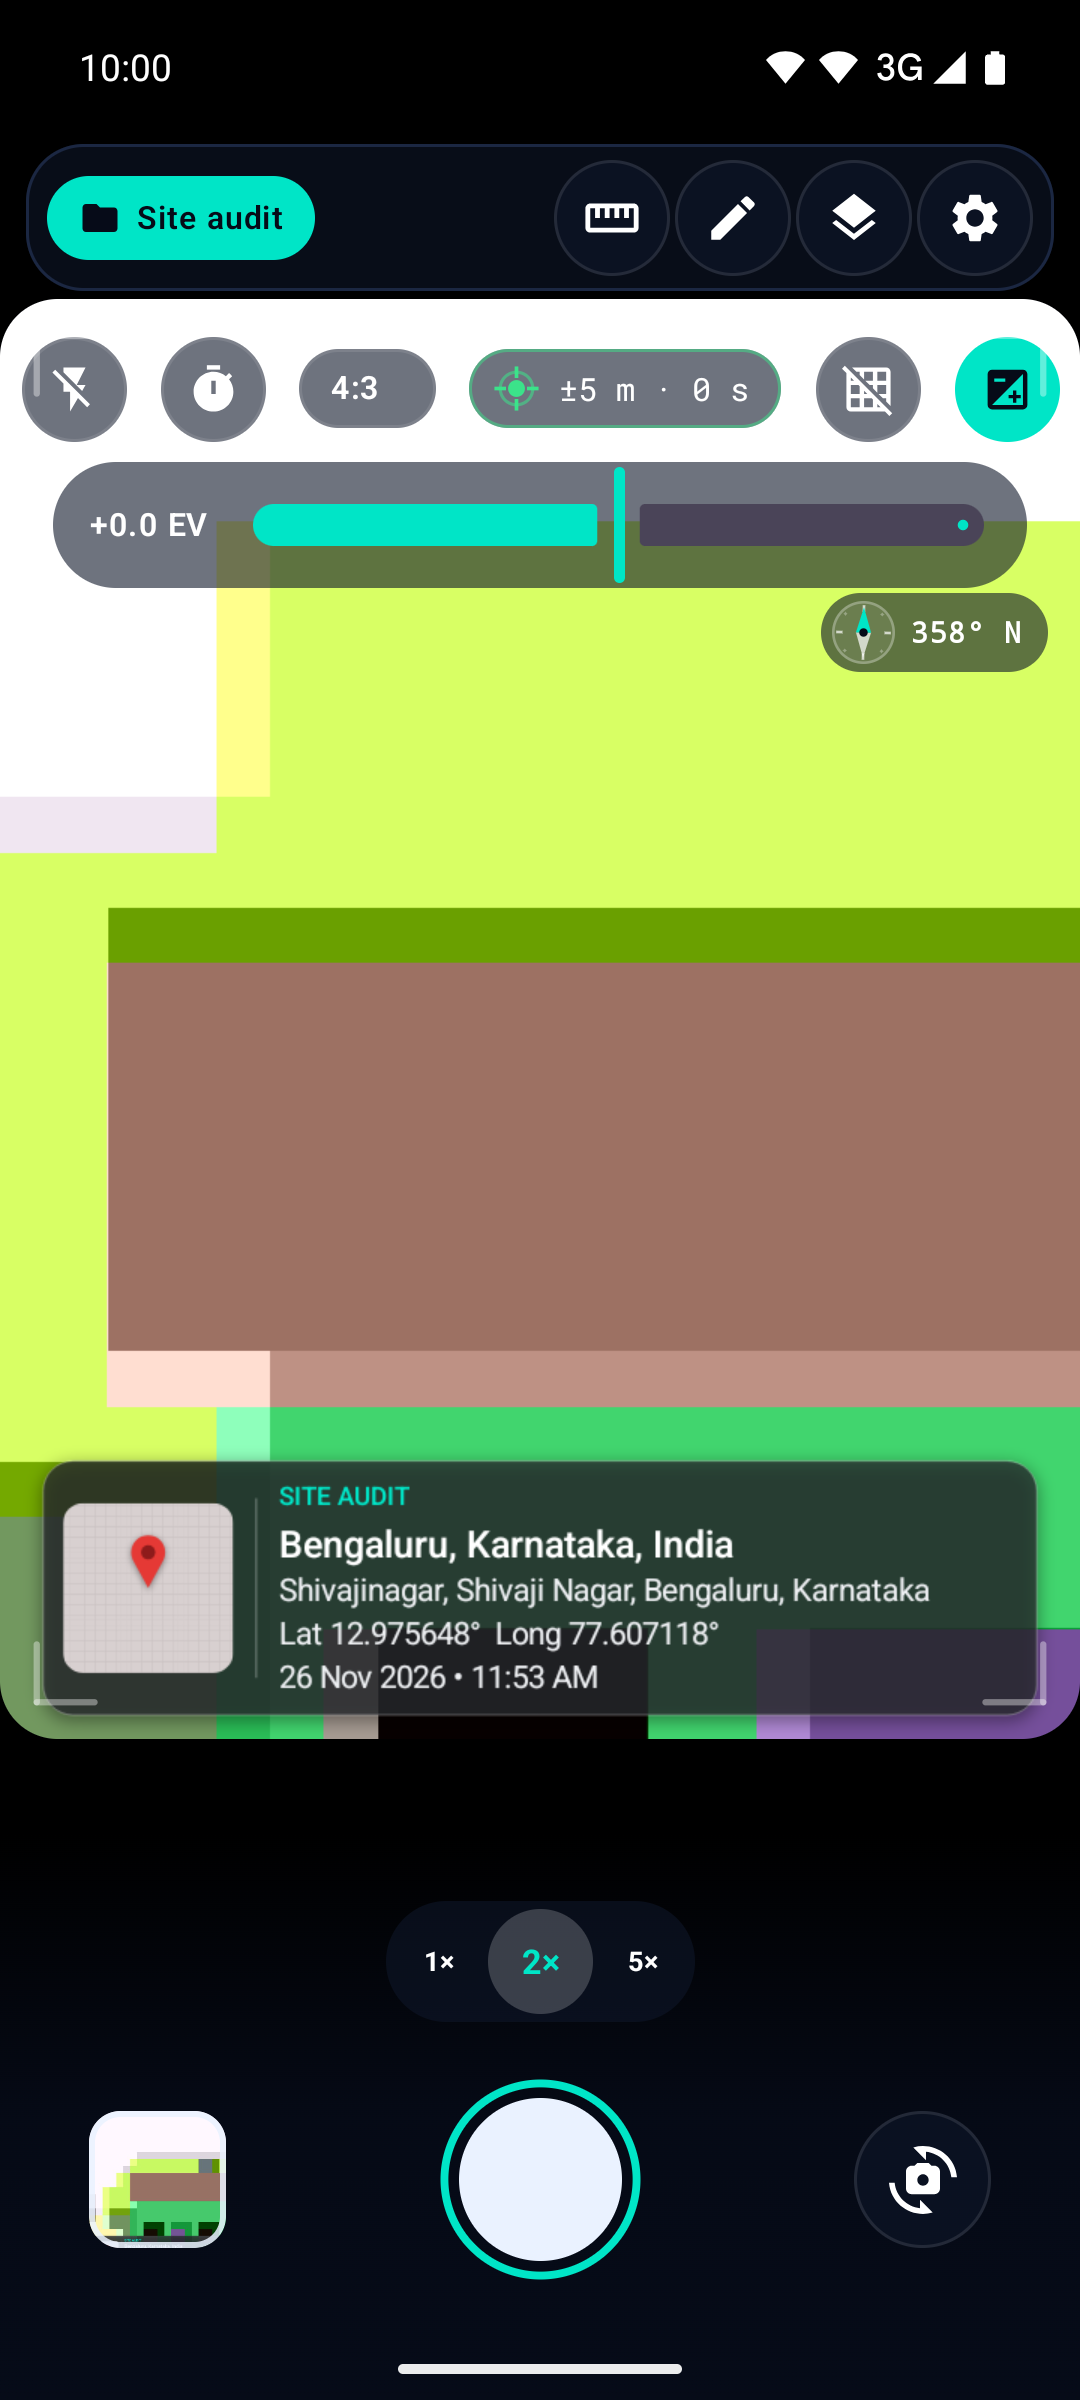 10:00
3G
Site audit
4:3
±5 m · 0 s
+0.0 EV
358° N
SITE AUDIT
Bengaluru, Karnataka, India
Shivajinagar, Shivaji Nagar, Bengaluru, Karnataka
Lat 12.975648° Long 77.607118°
26 Nov 2026 • 11:53 AM
1×
2×
5×